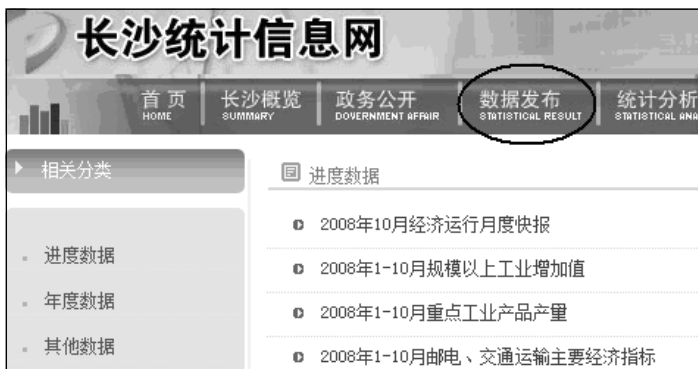 长沙统计信息网
首页 长沙概览 政务公开 数据发布 统计分析
HOME SUMMARY DOVERNMENT AFFAIR STATISTICAL RESULT STATISTICAL ANA
相关分类
进度数据
年度数据
其他数据
进度数据
2008年10月经济运行月度快报
2008年1-10月规模以上工业增加值
2008年1-10月重点工业产品产量
2008年1-10月邮电、交通运输主要经济指标